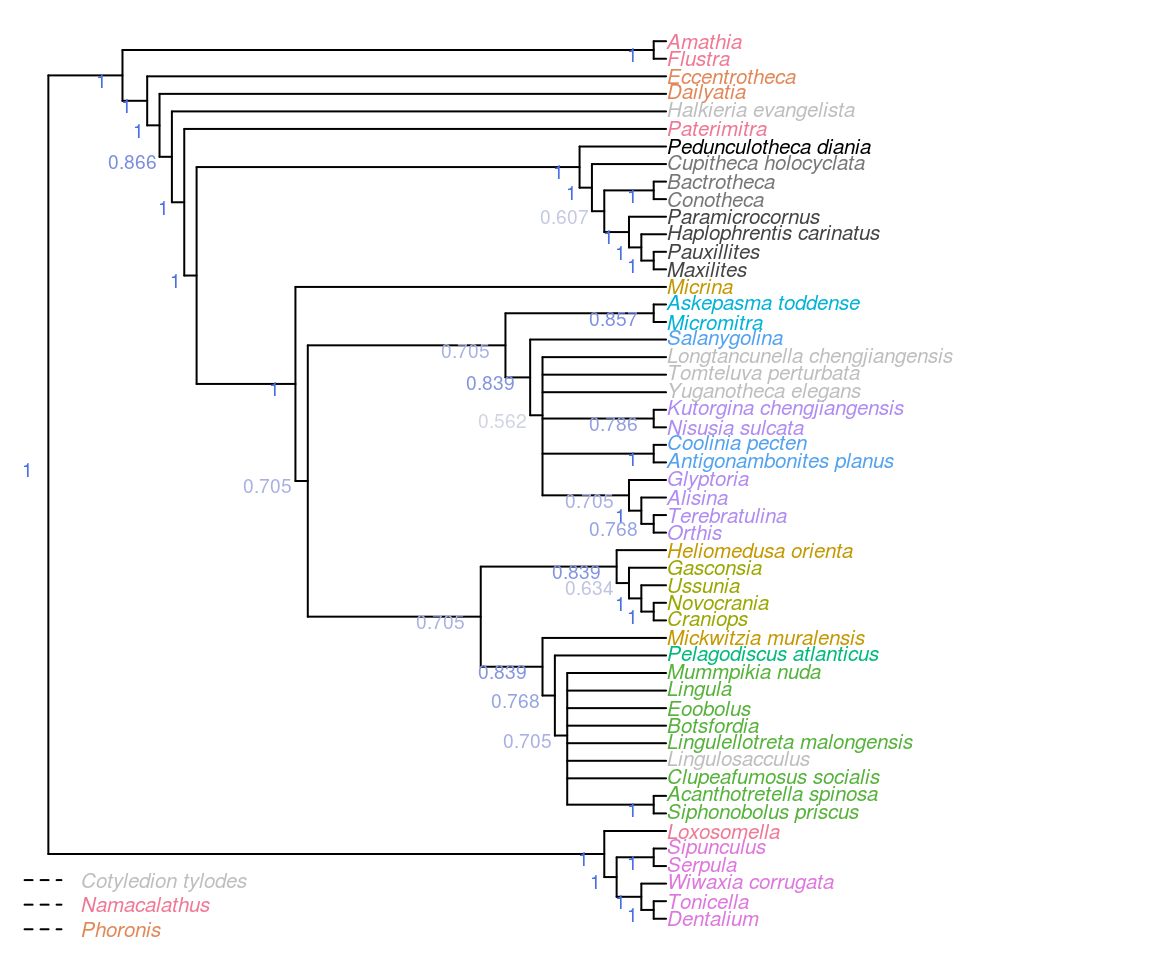 Amathia
1
Flustra
Eccentrotheca
1
Dailyatia
1
Halkieria evangelista
1
Paterimitra
Pedunculotheca diania
0.866
Cupitheca holocyclata
1
Bactrotheca
1
1
Conotheca
1
Paramicrocornus
0.607
Haplophrentis carinatus
1
Pauxillites
1
Maxilites
1
1
Micrina
Askepasma toddense
0.857
Micromitra
Salanygolina
0.705
Longtancunella chengjiangensis
Tomteluva perturbata
0.839
1
Yuganotheca elegans
Kutorgina chengjiangensis
0.562
0.786
Nisusia sulcata
Coolinia pecten
1
Antigonambonites planus
1
Glyptoria
0.705
Alisina
0.705
1
Terebratulina
0.768
Orthis
Heliomedusa orienta
Gasconsia
0.839
Ussunia
0.634
Novocrania
1
1
Craniops
0.705
Mickwitzia muralensis
Pelagodiscus atlanticus
Mummpikia nuda
0.839
Lingula
0.768
Eoobolus
Botsfordia
Lingulellotreta malongensis
0.705
Lingulosacculus
Clupeafumosus socialis
Acanthotretella spinosa
1
Siphonobolus priscus
Loxosomella
Sipunculus
1
1
Serpula
1
Wiwaxia corrugata
1
Tonicella
1
Dentalium
Cotyledion tylodes
Namacalathus
Phoronis